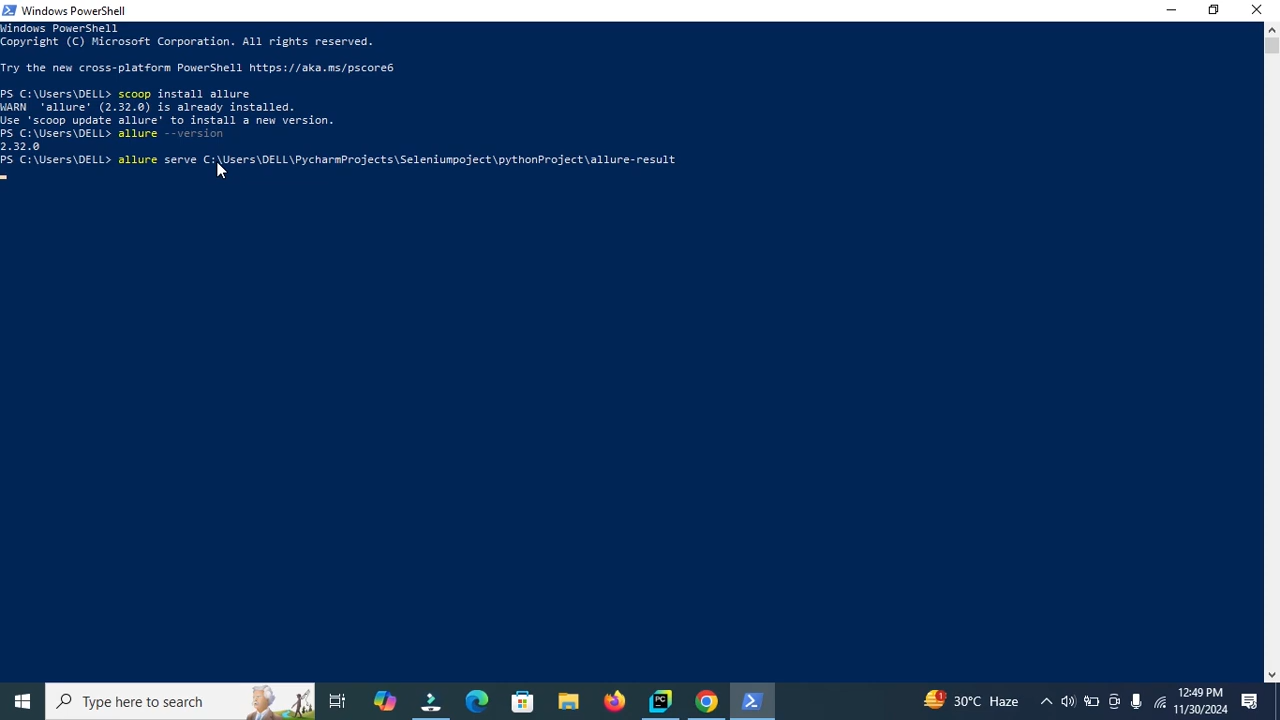 Windows PowerShell
Windows PowerShell
Copyright (C) Microsoft Corporation. All rights reserved.
Try the new cross-platform PowerShell https://aka.ms/pscore6
PS C:\Users\DELL> scoop install allure
WARN  'allure' (2.32.0) is already installed.
Use 'scoop update allure' to install a new version.
PS C:\Users\DELL> allure --version
2.32.0
PS C:\Users\DELL> allure serve C:\Users\DELL\PycharmProjects\Seleniumpoject\pythonProject\allure-result
Type here to search
PC
1
30°C Haze
12:49 PM
11/30/2024